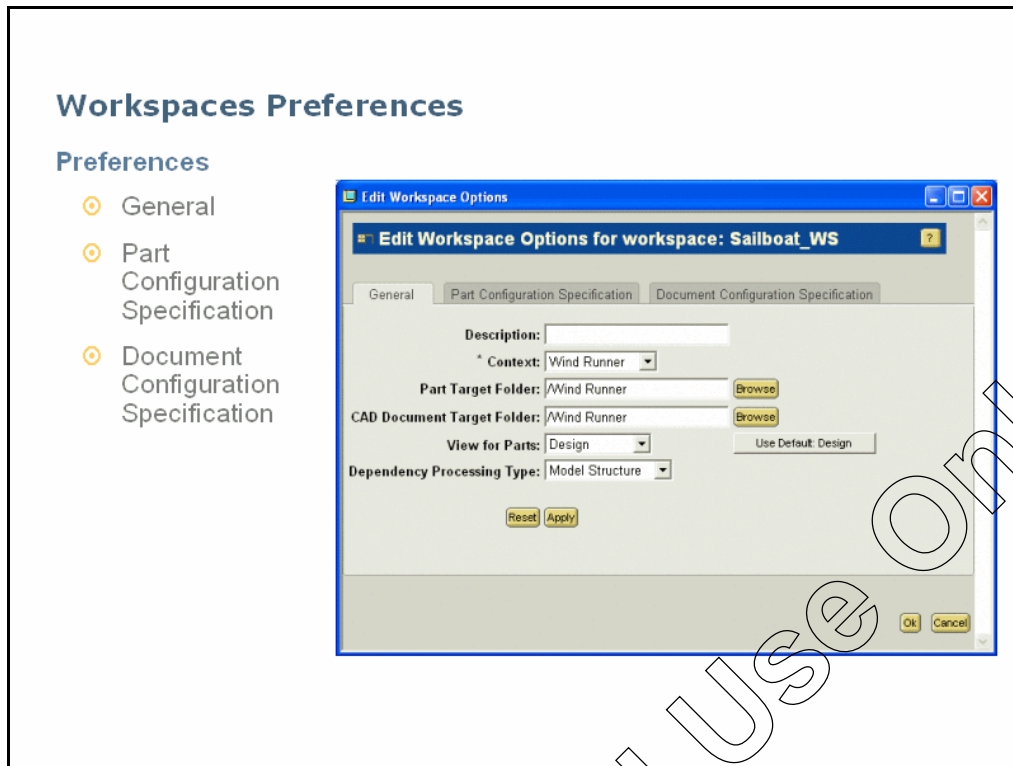 Workspaces Preferences
Preferences
General
Part
Configuration
Specification
Document
Configuration
Specification
Edit Workspace Options
Edit Workspace Options for workspace: Sailboat_WS
?
General Part Configuration Specification Document Configuration Specification
Description:
* Context: Wind Runner
Part Target Folder: /Wind Runner Browse
CAD Document Target Folder: /Wind Runner Browse
View for Parts: Design Use Default: Design
Dependency Processing Type: Model Structure
Reset Apply
Ok Cancel
Use Onl